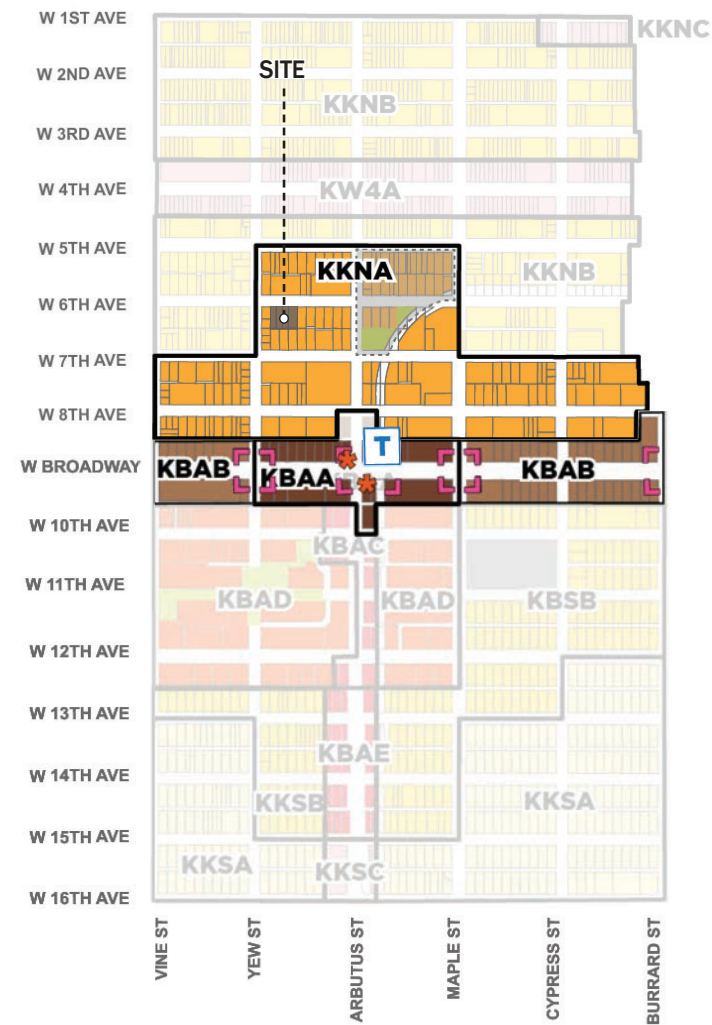 W 1ST AVE
KKNC
W 2ND AVE
SITE
KKNB
W 3RD AVE
W 4TH AVE
KW4A
W 5TH AVE
KKNA
KKNB
W 6TH AVE
W 7TH AVE
W 8TH AVE
T
W BROADWAY
KBAB
KBAA
KBAB
W 10TH AVE
KBAC
W 11TH AVE
KBAD
KBAD
KBSB
W 12TH AVE
W 13TH AVE
KBAE
W 14TH AVE
KKSB
KKSA
W 15TH AVE
KKSA
KKSC
W 16TH AVE
VINE ST
YEW ST
ARBUTUS ST
MAPLE ST
CYPRESS ST
BURRARD ST